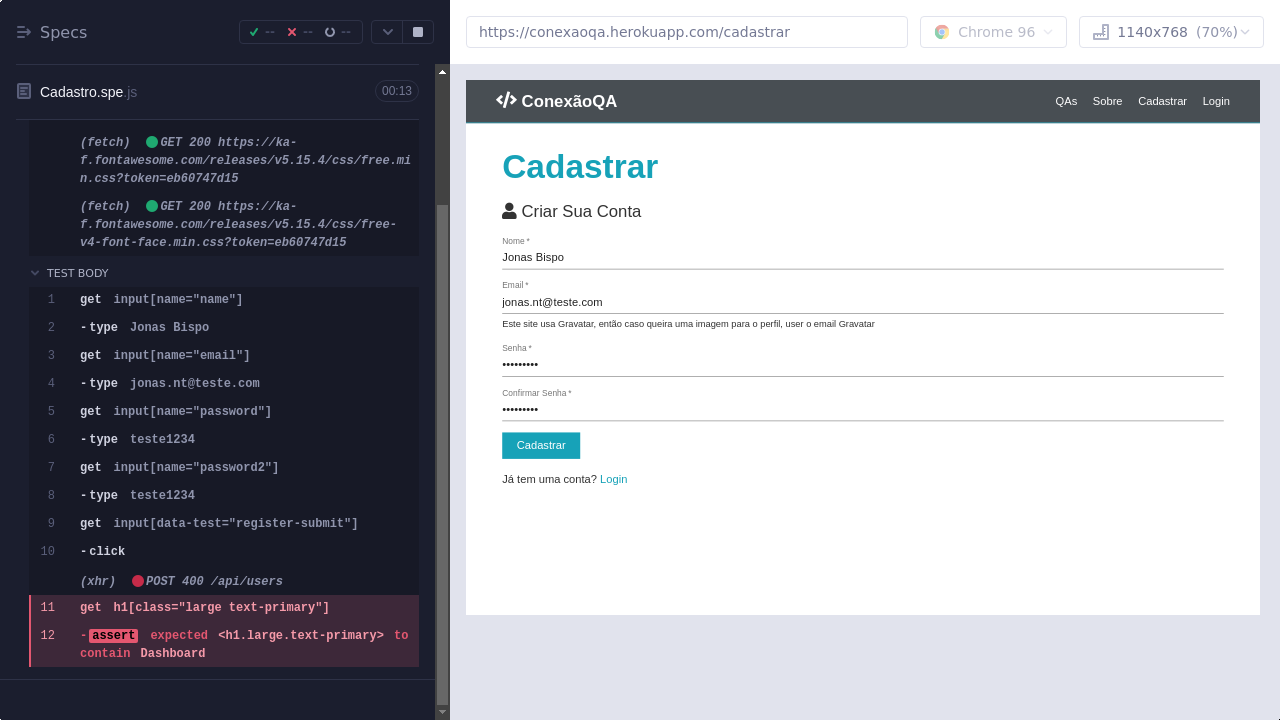 Specs
-- -- --
Cadastro.spe.js 00:13
(fetch) GET 200 https://ka-
f.fontawesome.com/releases/v5.15.4/css/free.mi
n.css?token=eb60747d15
(fetch) GET 200 https://ka-
f.fontawesome.com/releases/v5.15.4/css/free-
v4-font-face.min.css?token=eb60747d15
TEST BODY
1 get input[name="name"]
2 -type Jonas Bispo
3 get input[name="email"]
4 -type jonas.nt@teste.com
5 get input[name="password"]
6 -type teste1234
7 get input[name="password2"]
8 -type teste1234
9 get input[data-test="register-submit"]
10 -click
(xhr) POST 400 /api/users
11 get h1[class="large text-primary"]
12 -assert expected <h1.large.text-primary> to
contain Dashboard
https://conexaoqa.herokuapp.com/cadastrar
Chrome 96
1140x768 (70%)
ConexãoQA
QAs Sobre Cadastrar Login
Cadastrar
Criar Sua Conta
Nome *
Jonas Bispo
Email *
jonas.nt@teste.com
Este site usa Gravatar, então caso queira uma imagem para o perfil, user o email Gravatar
Senha *
•••••••••
Confirmar Senha *
•••••••••
Cadastrar
Já tem uma conta? Login